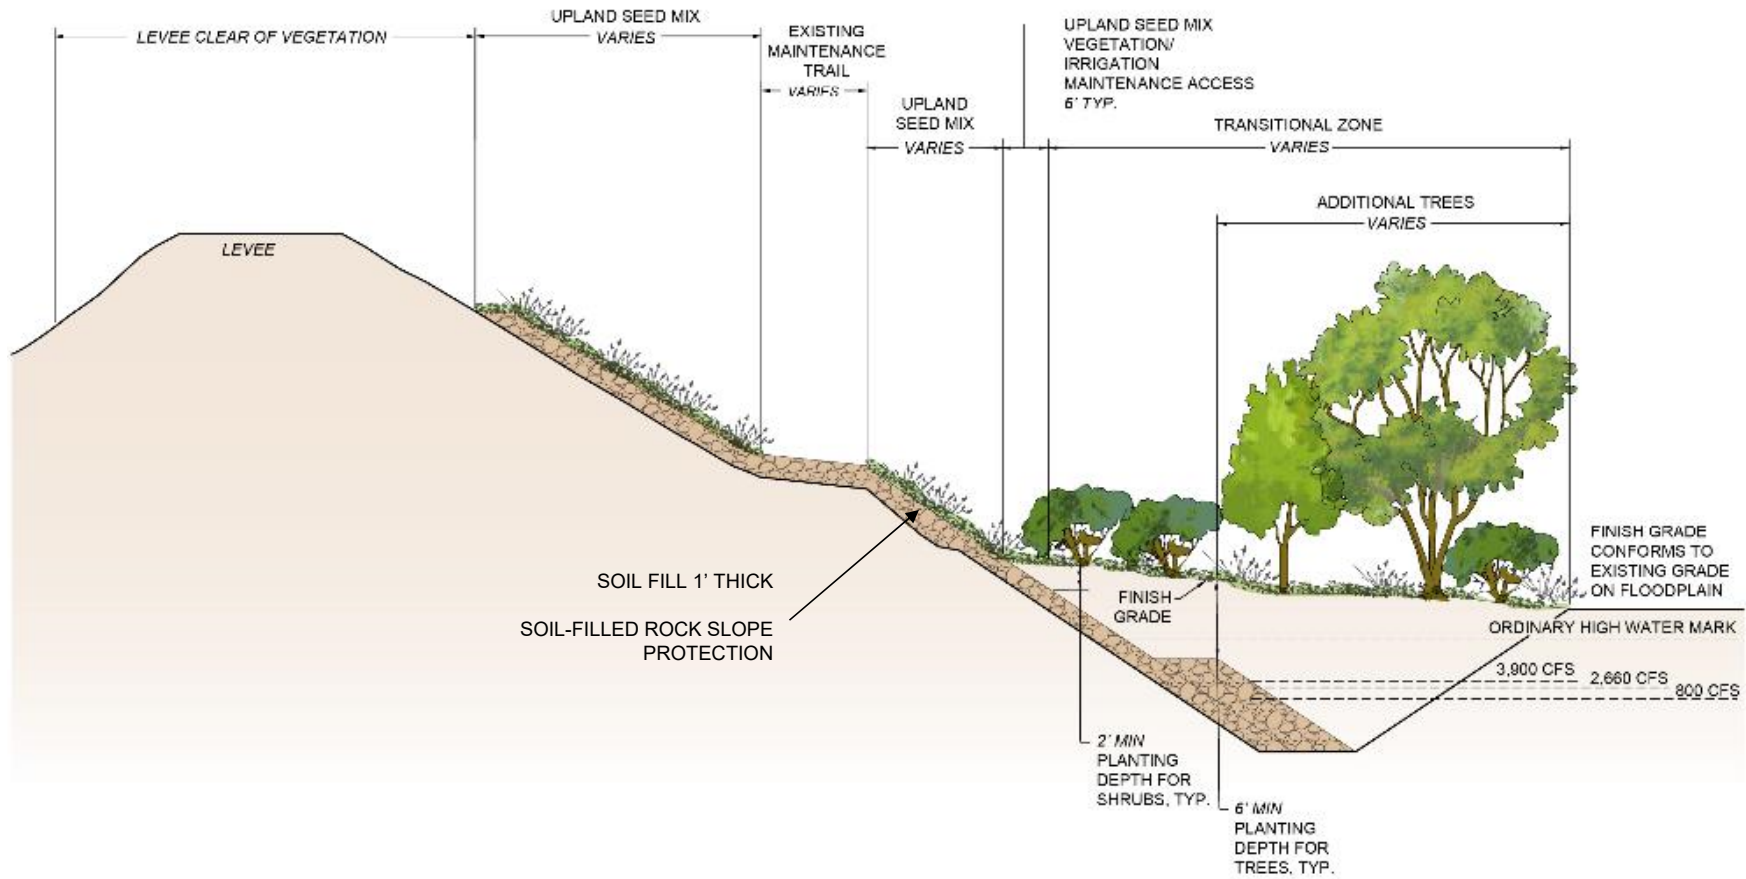 LEVEE CLEAR OF VEGETATION
UPLAND SEED MIX
VARIES
EXISTING
MAINTENANCE
TRAIL
VARIES
UPLAND
SEED MIX
VARIES
UPLAND SEED MIX
VEGETATION/
IRRIGATION
MAINTENANCE ACCESS
6' TYP.
TRANSITIONAL ZONE
VARIES
ADDITIONAL TREES
VARIES
LEVEE
SOIL FILL 1’ THICK
SOIL-FILLED ROCK SLOPE
PROTECTION
FINISH
GRADE
FINISH GRADE
CONFORMS TO
EXISTING GRADE
ON FLOODPLAIN
ORDINARY HIGH WATER MARK
3,900 CFS
2,660 CFS
800 CFS
2' MIN
PLANTING
DEPTH FOR
SHRUBS, TYP.
6' MIN
PLANTING
DEPTH FOR
TREES, TYP.